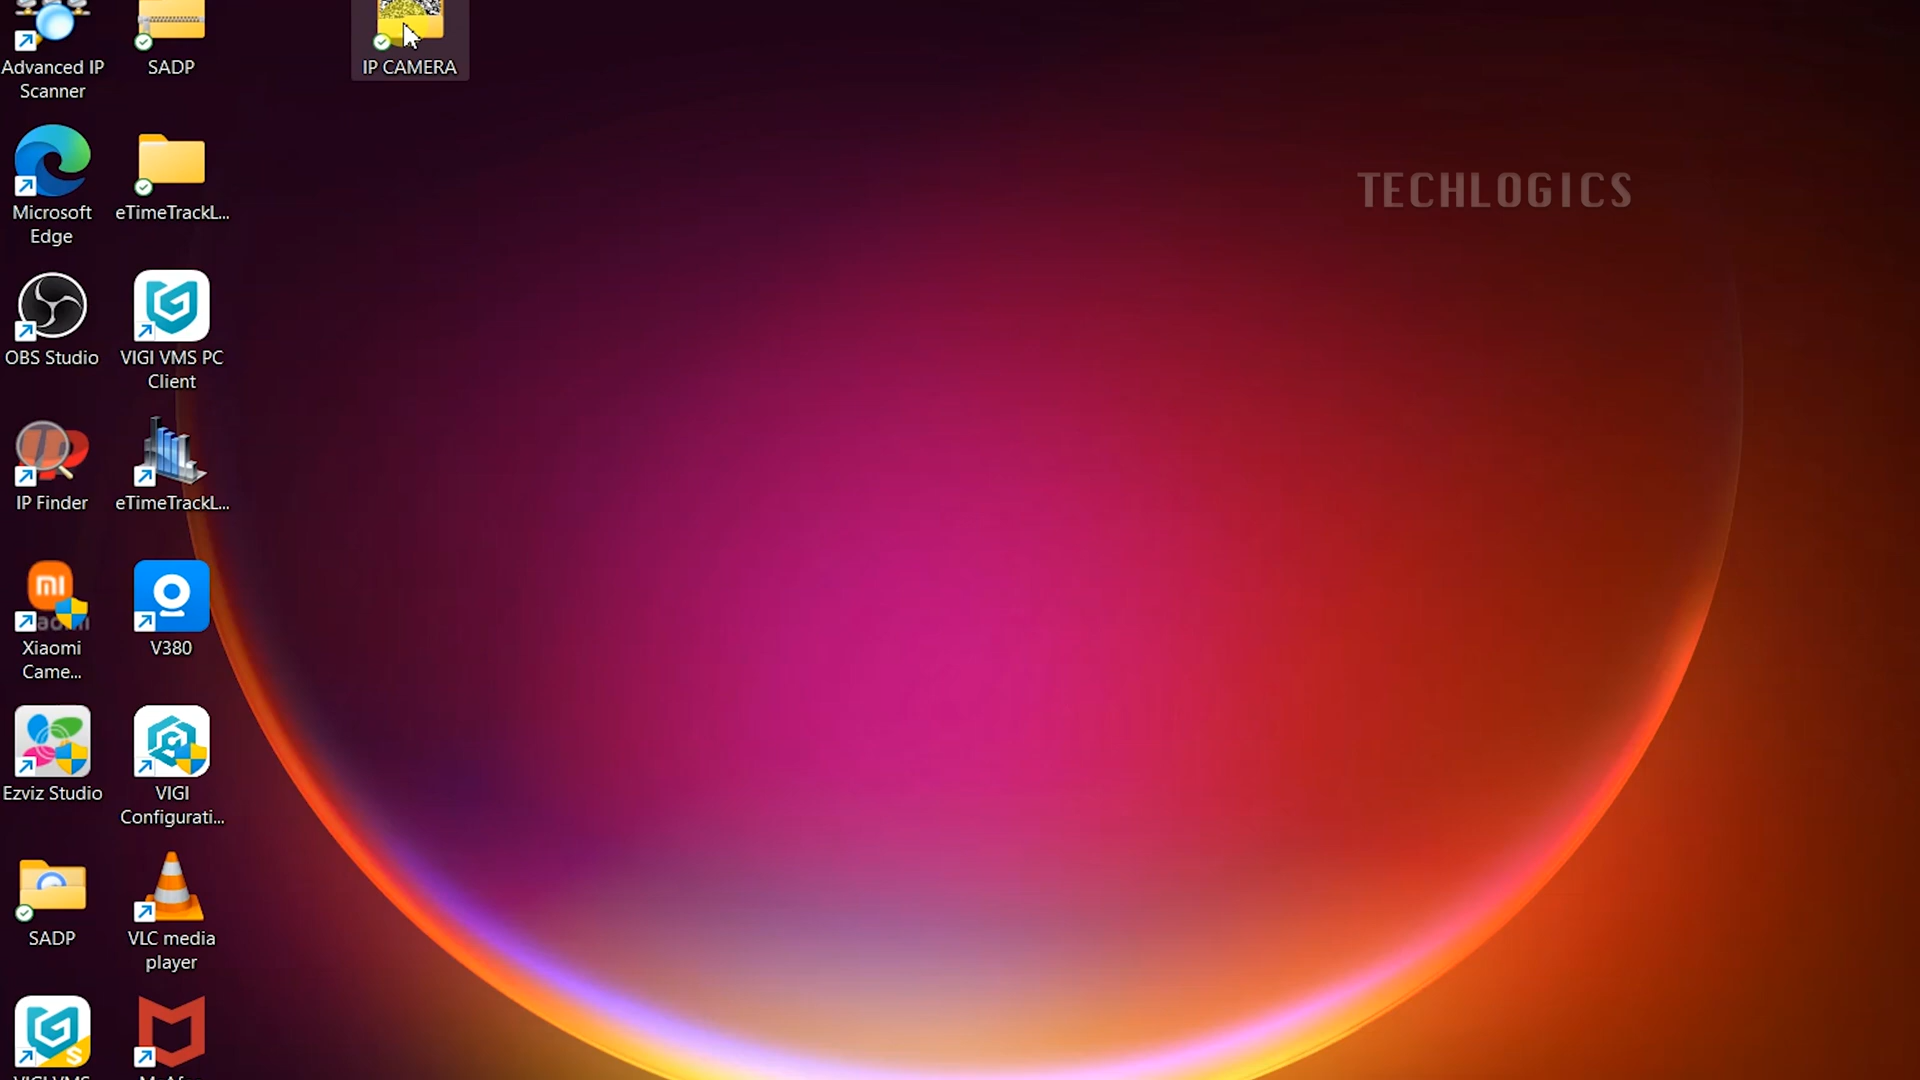 Advanced IP
Scanner
SADP
IP CAMERA
Microsoft
Edge
eTimeTrackL...
TECHLOGICS
OBS Studio
VIGI VMS PC
Client
IP Finder
eTimeTrackL...
Xiaomi
Came...
V380
Ezviz Studio
VIGI
Configurati...
SADP
VLC media
player